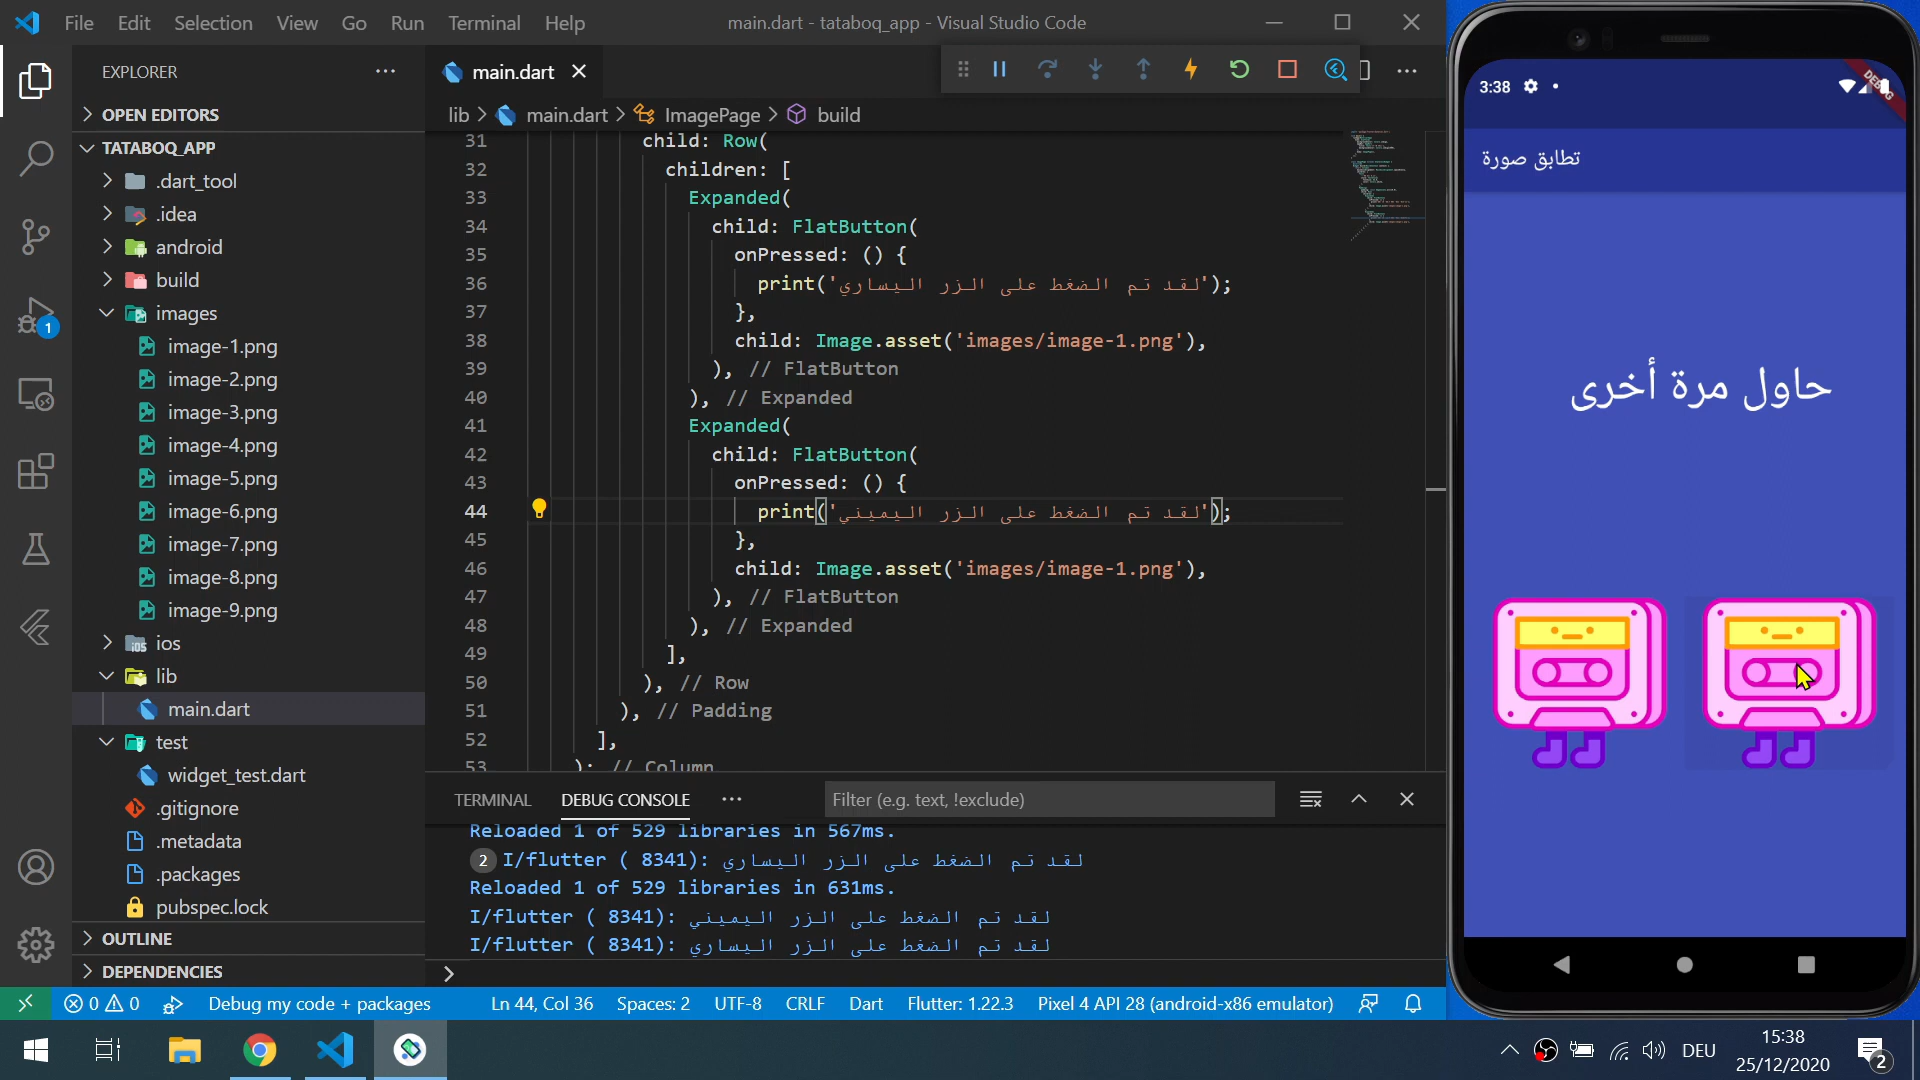 File Edit Selection View Go Run Terminal Help
main.dart - tataboq_app - Visual Studio Code
EXPLORER
OPEN EDITORS
TATABOQ_APP
.dart_tool
.idea
android
build
images
image-1.png
image-2.png
image-3.png
image-4.png
image-5.png
image-6.png
image-7.png
image-8.png
image-9.png
ios
lib
main.dart
test
widget_test.dart
.gitignore
.metadata
.packages
pubspec.lock
OUTLINE
DEPENDENCIES
main.dart
lib > main.dart > ImagePage > build
31 child: Row(
32 children: [
33 Expanded(
34 child: FlatButton(
35 onPressed: () {
36 print('لقد تم الضغط على الزر اليساري');
37 },
38 child: Image.asset('images/image-1.png'),
39 ), // FlatButton
40 ), // Expanded
41 Expanded(
42 child: FlatButton(
43 onPressed: () {
44 print('لقد تم الضغط على الزر اليميني');
45 },
46 child: Image.asset('images/image-1.png'),
47 ), // FlatButton
48 ), // Expanded
49 ],
50 ), // Row
51 ), // Padding
52 ],
53 ); // Column
TERMINAL DEBUG CONSOLE
Filter (e.g. text, !exclude)
Reloaded 1 of 529 libraries in 567ms.
2 I/flutter ( 8341): لقد تم الضغط على الزر اليساري
Reloaded 1 of 529 libraries in 631ms.
I/flutter ( 8341): لقد تم الضغط على الزر اليميني
I/flutter ( 8341): لقد تم الضغط على الزر اليساري
1
0 0 Debug my code + packages Ln 44, Col 36 Spaces: 2 UTF-8 CRLF Dart Flutter: 1.22.3 Pixel 4 API 28 (android-x86 emulator)
3:38
DEBUG
تطابق صورة
حاول مرة أخرى
DEU
15:38
25/12/2020
2